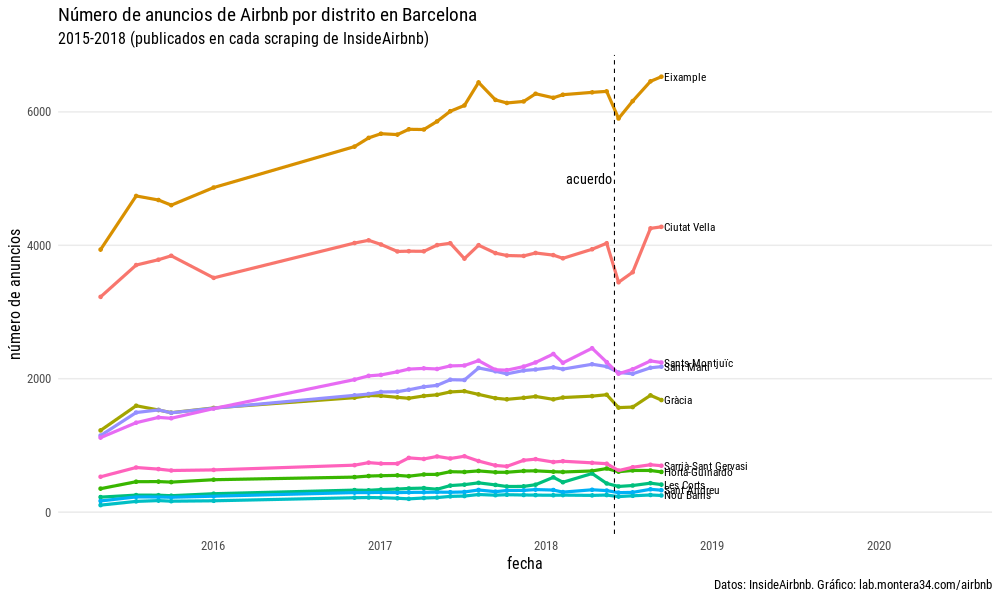 Número de anuncios de Airbnb por distrito en Barcelona
2015-2018 (publicados en cada scraping de InsideAirbnb)
número de anuncios
6000
4000
2000
0
acuerdo
Eixample
Ciutat Vella
Sants-Montjuïc
Sant Martí
Gràcia
Sarrià-Sant Gervasi
Horta-Guinardó
Les Corts
Sant Andreu
Nou Barris
2016
2017
2018
2019
2020
fecha
Datos: InsideAirbnb. Gráfico: lab.montera34.com/airbnb